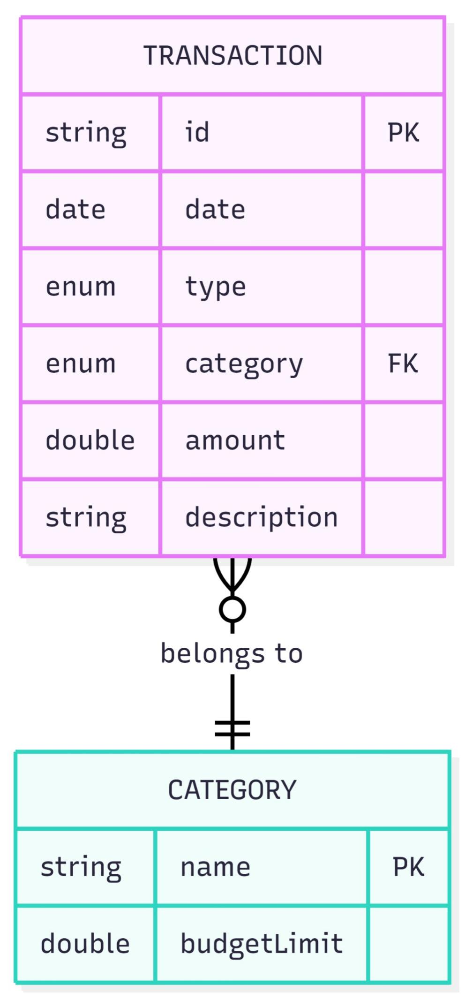 TRANSACTION
string id PK
date date
enum type
enum category FK
double amount
string description
belongs to
CATEGORY
string name PK
double budgetLimit